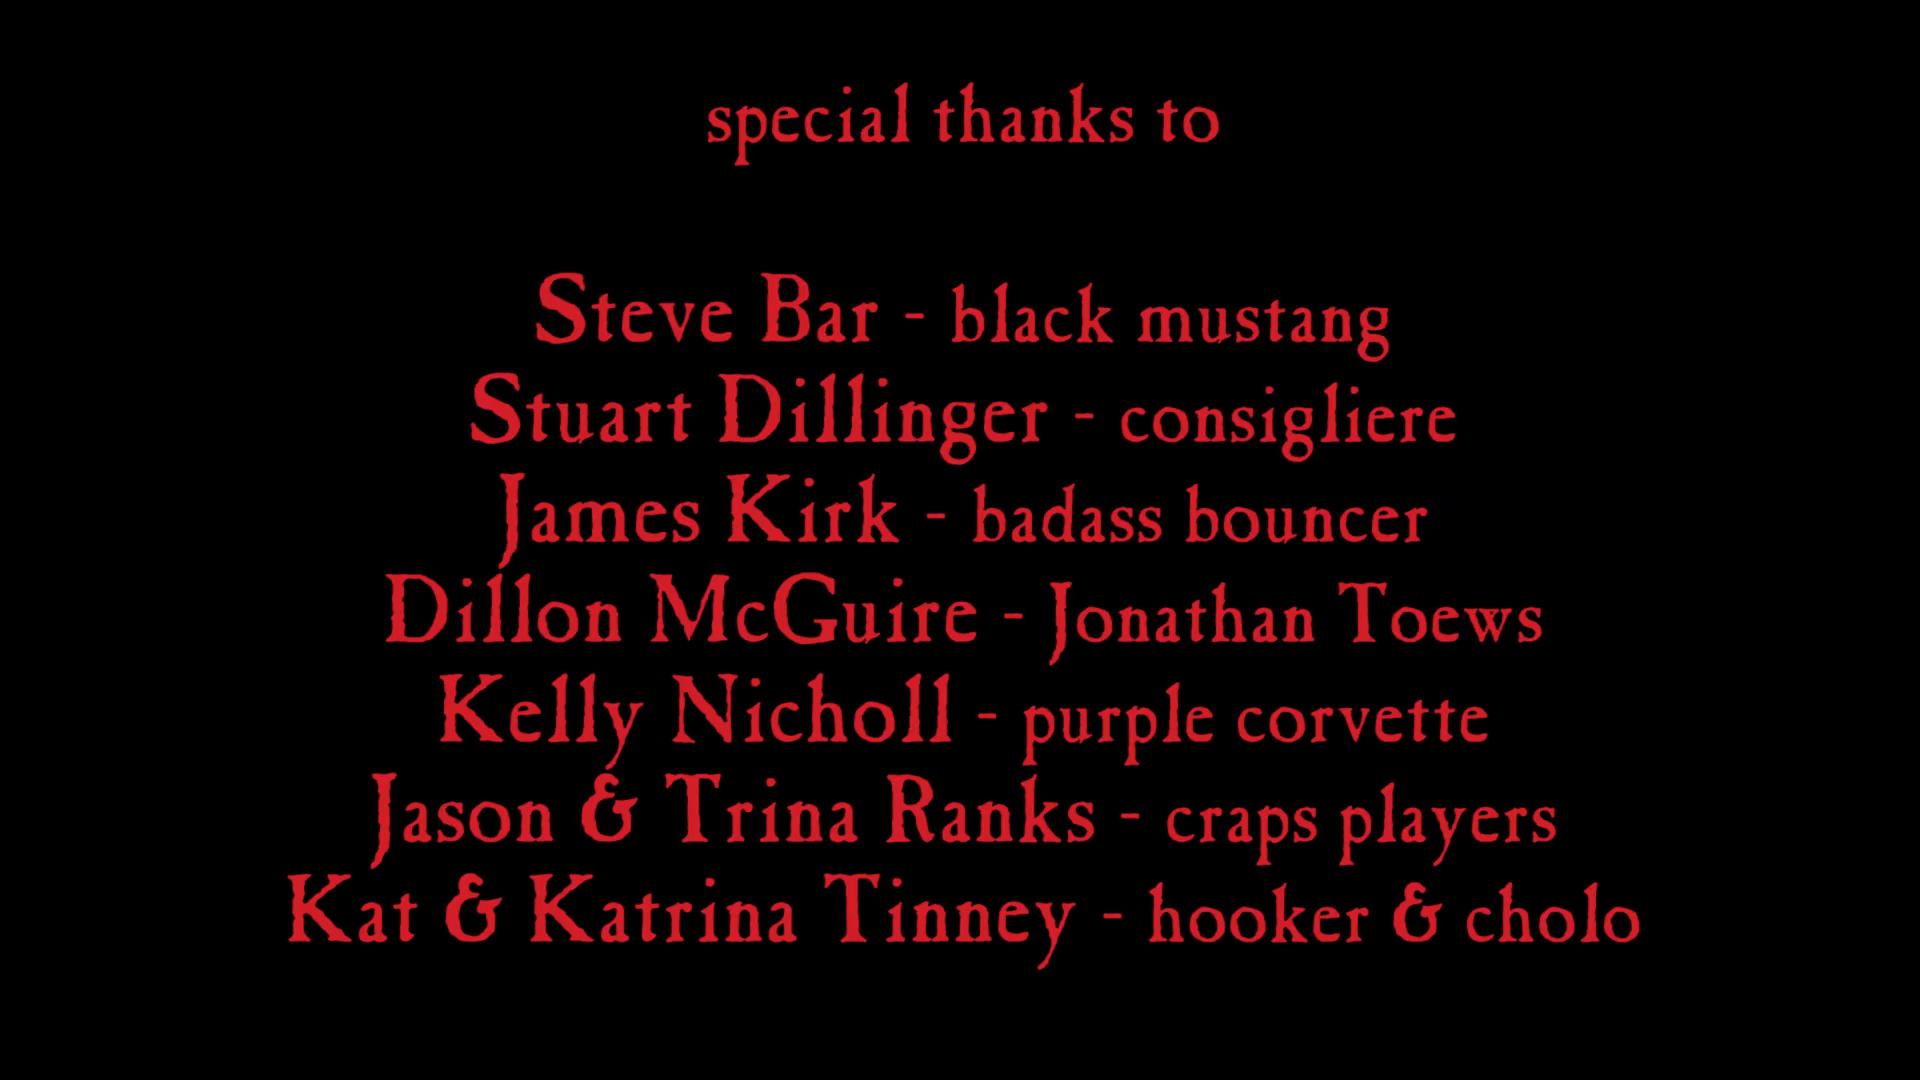 special thanks to
Steve Bar - black mustang
Stuart Dillinger - consigliere
James Kirk - badass bouncer
Dillon McGuire - Jonathan Toews
Kelly Nicholl - purple corvette
Jason & Trina Ranks - craps players
Kat & Katrina Tinney - hooker & cholo